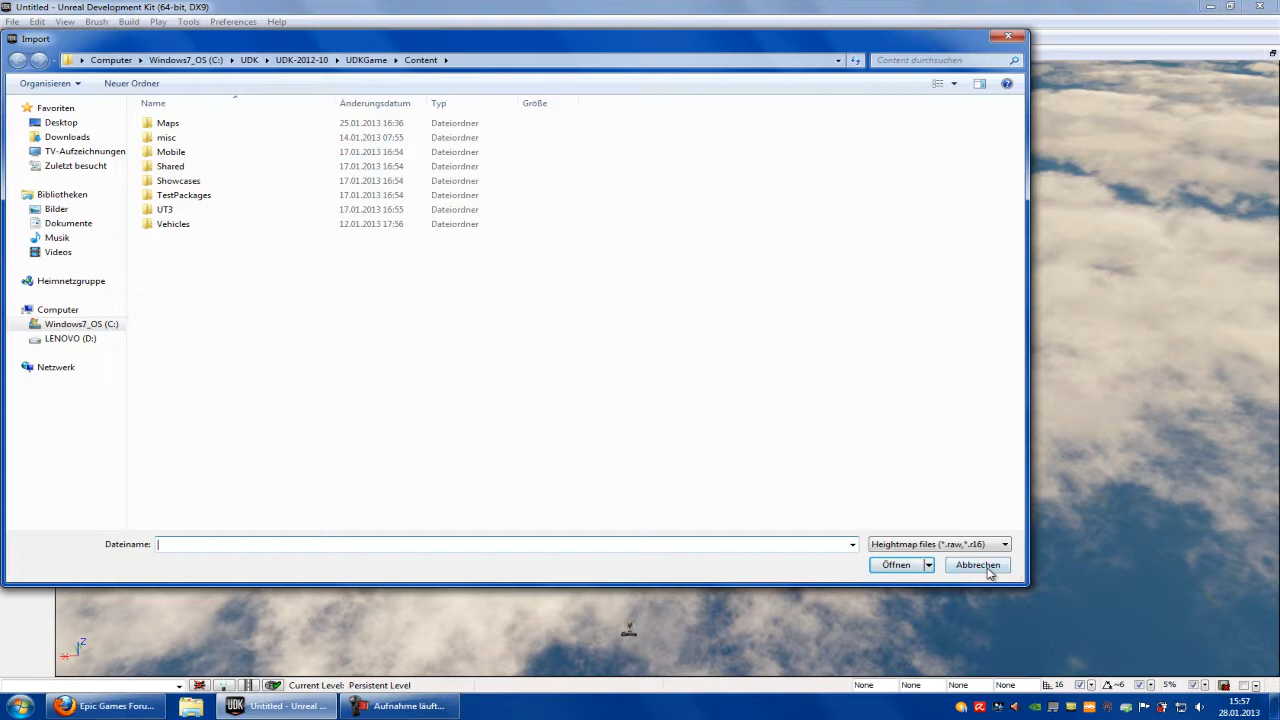 Untitled - Unreal Development Kit (64-bit, DX9)
File Edit View Brush Build Play Tools Preferences Help
Import
Computer Windows7_OS (C:) UDK UDK-2012-10 UDKGame Content
Content durchsuchen
Organisieren Neuer Ordner
Name Änderungsdatum Typ Größe
Favoriten
Desktop
Downloads
TV-Aufzeichnungen
Zuletzt besucht
Bibliotheken
Bilder
Dokumente
Musik
Videos
Heimnetzgruppe
Computer
Windows7_OS (C:)
LENOVO (D:)
Netzwerk
Maps 25.01.2013 16:36 Dateiordner
misc 14.01.2013 07:55 Dateiordner
Mobile 17.01.2013 16:54 Dateiordner
Shared 17.01.2013 16:54 Dateiordner
Showcases 17.01.2013 16:54 Dateiordner
TestPackages 17.01.2013 16:54 Dateiordner
UT3 17.01.2013 16:55 Dateiordner
Vehicles 12.01.2013 17:56 Dateiordner
Dateiname: Heightmap files (*.raw,*.r16)
Öffnen Abbrechen
Z
X
Current Level: Persistent Level None None None None 16 ~6 5%
Epic Games Foru... UDK Untitled - Unreal ... Aufnahme läuft...
15:57
28.01.2013